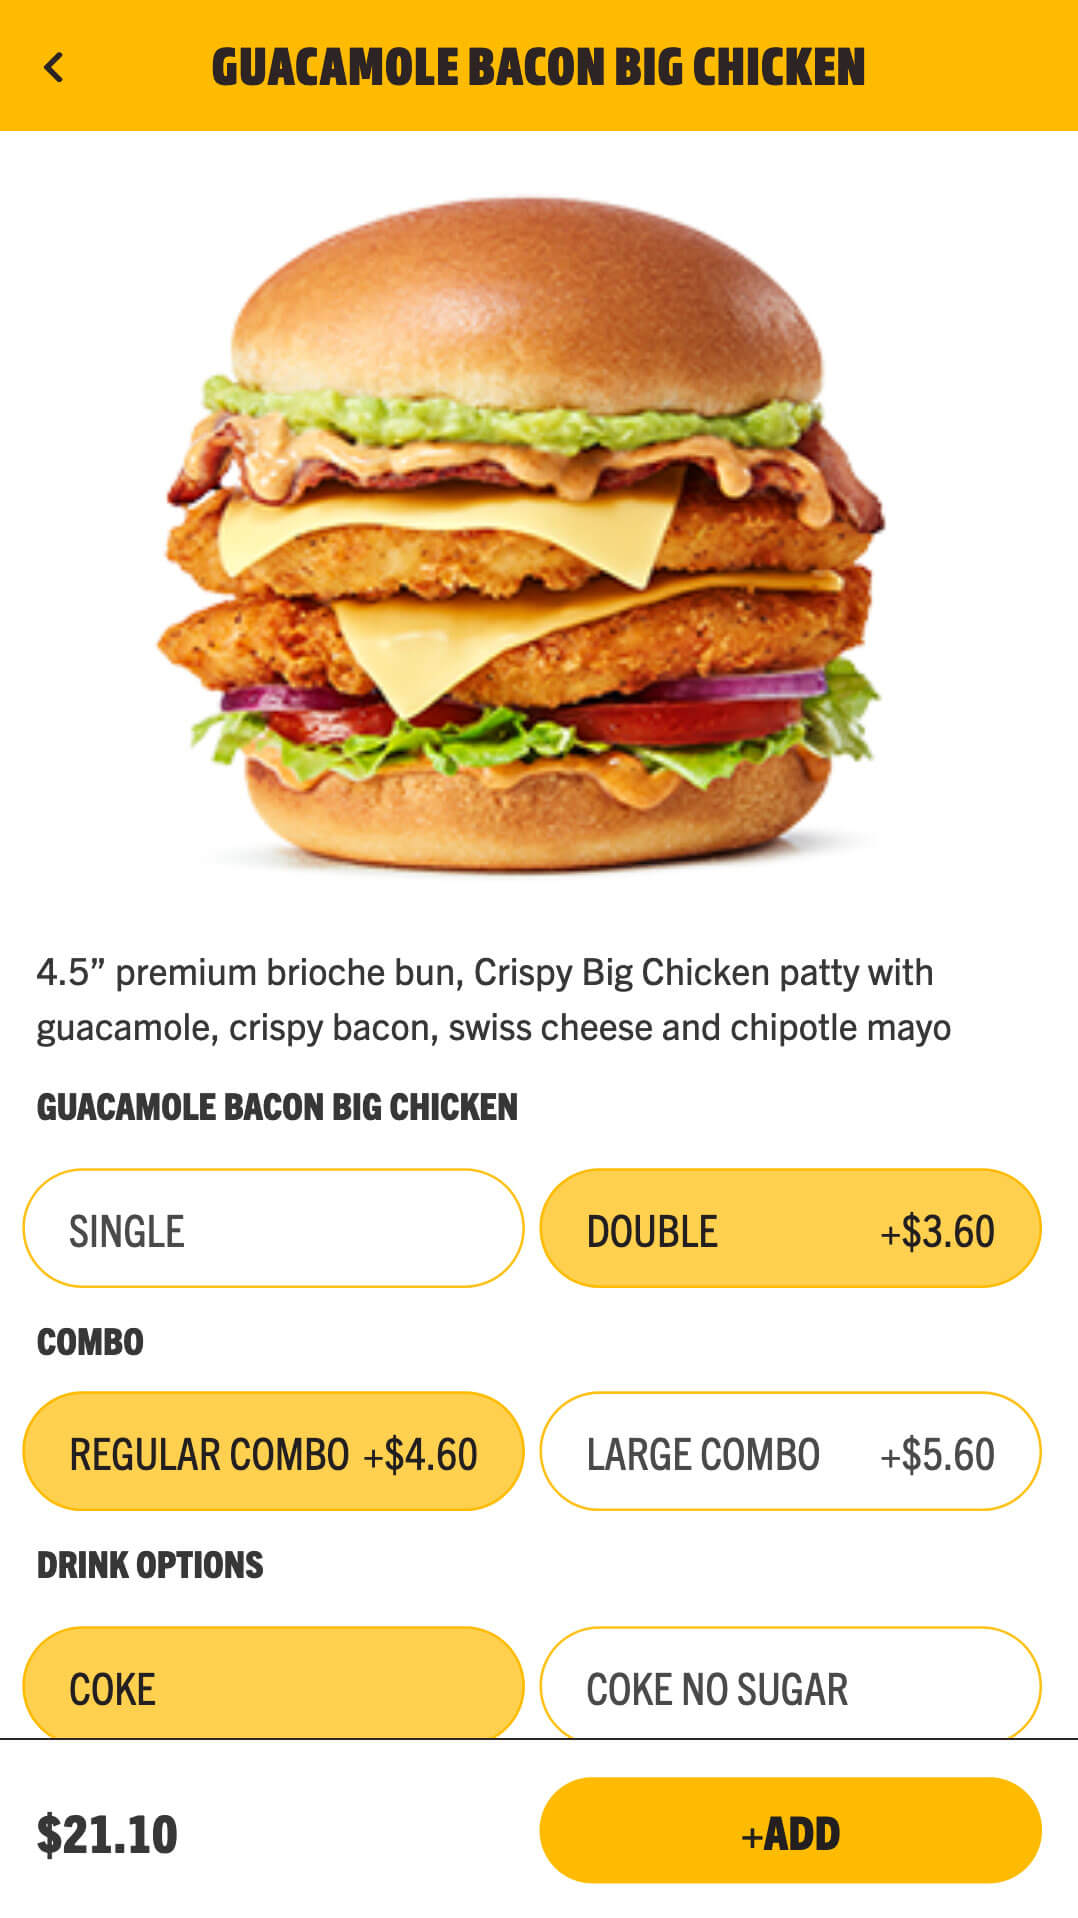 GUACAMOLE BACON BIG CHICKEN
4.5” premium brioche bun, Crispy Big Chicken patty with
guacamole, crispy bacon, swiss cheese and chipotle mayo
GUACAMOLE BACON BIG CHICKEN
SINGLE
DOUBLE +$3.60
COMBO
REGULAR COMBO +$4.60
LARGE COMBO +$5.60
DRINK OPTIONS
COKE
COKE NO SUGAR
$21.10
+ADD